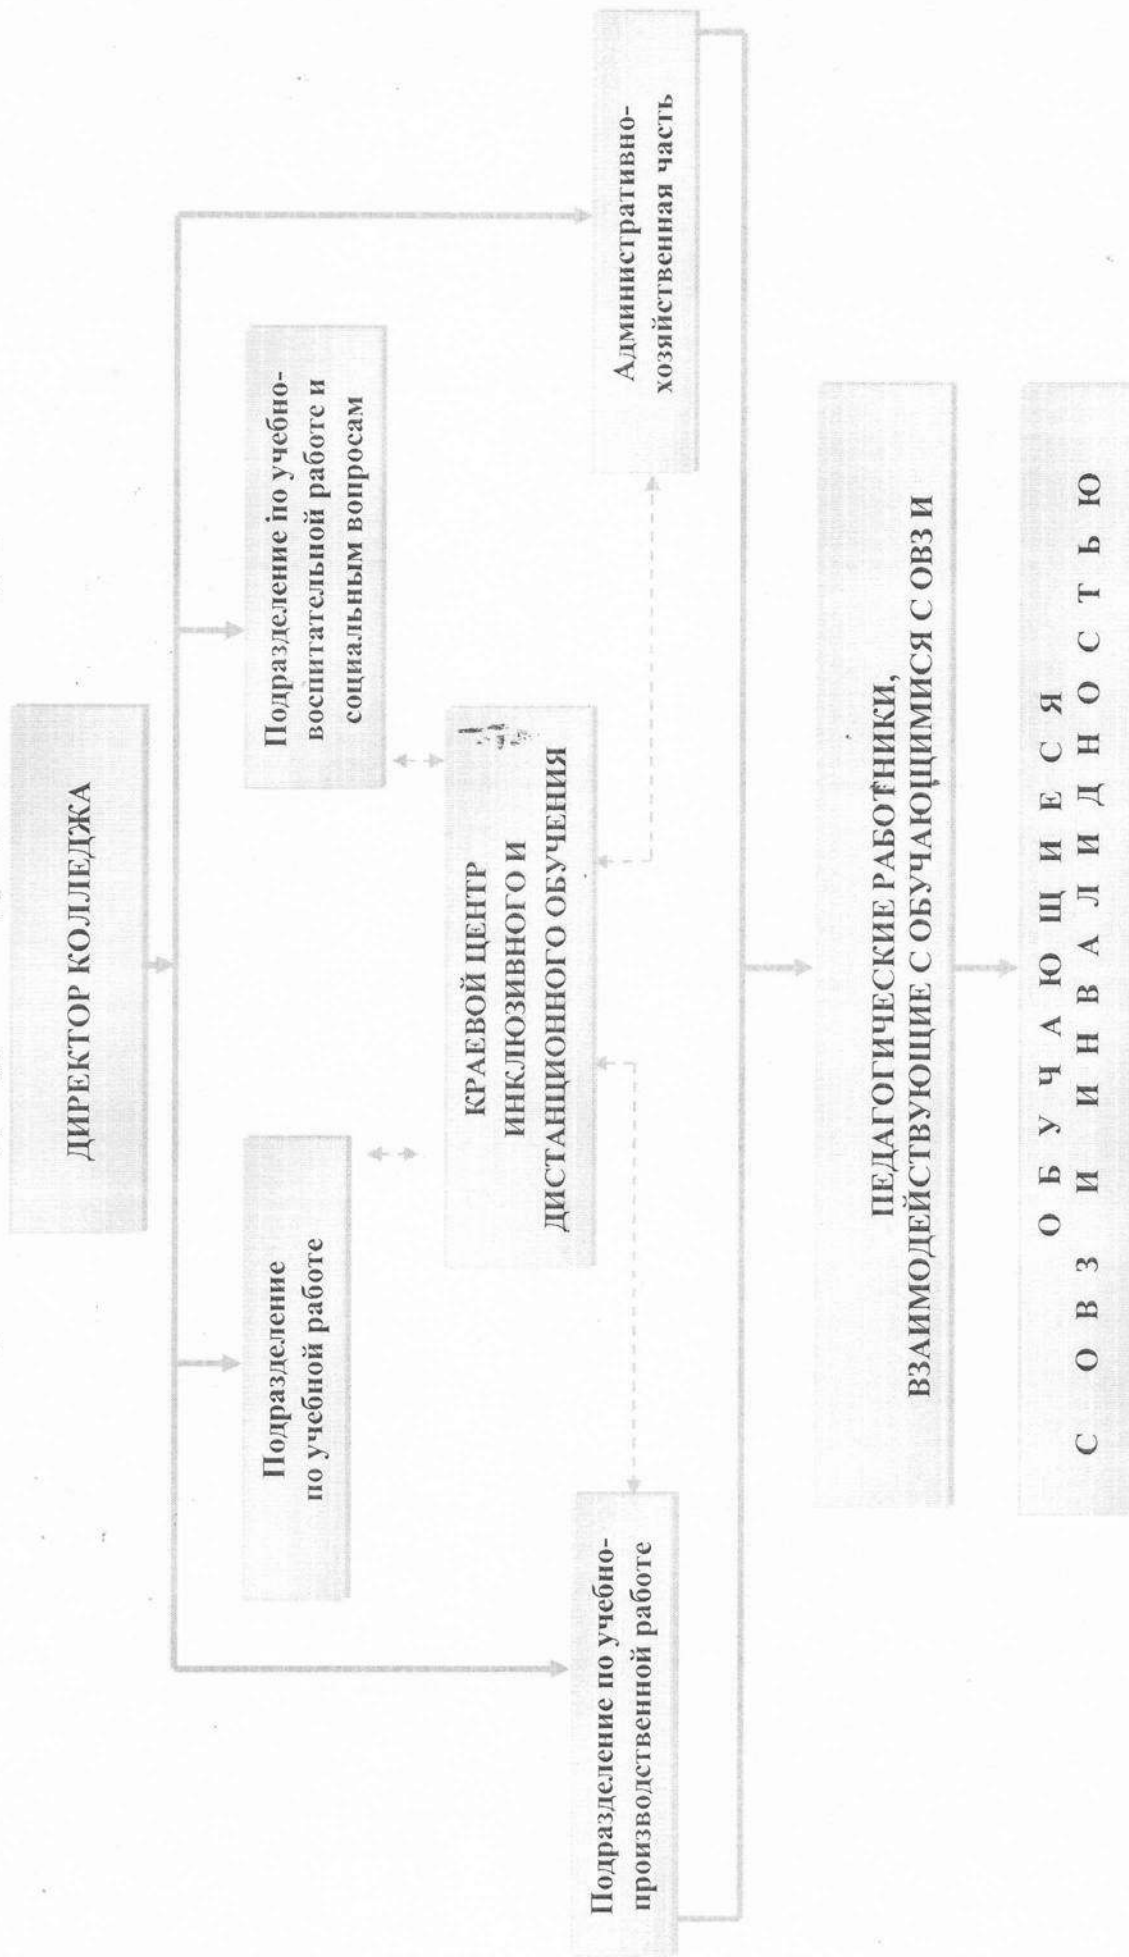 ДИРЕКТОР КОЛЛЕДЖА
Подразделение
по учебной работе
Подразделение по учебно-
воспитательной работе и
социальным вопросам
КРАЕВОЙ ЦЕНТР
ИНКЛЮЗИВНОГО И
ДИСТАНЦИОННОГО ОБУЧЕНИЯ
Подразделение по учебно-
производственной работе
Административно-
хозяйственная часть
ПЕДАГОГИЧЕСКИЕ РАБОТНИКИ,
ВЗАИМОДЕЙСТВУЮЩИЕ С ОБУЧАЮЩИМИСЯ С ОВЗ И
О Б У Ч А Ю Щ И Е С Я
С ОВЗ И И Н В А Л И Д Н О С Т Ь Ю